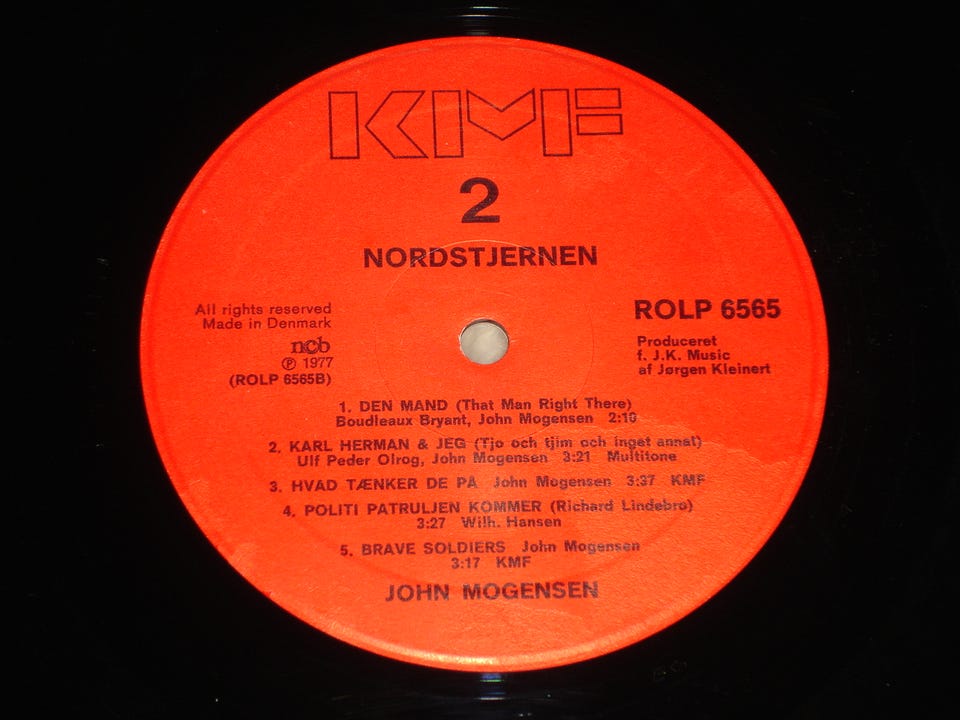 KMF
2
NORDSTJERNEN
All rights reserved
Made in Denmark
ncb
℗ 1977
(ROLP 6565B)
ROLP 6565
Produceret
f. J.K. Music
af Jørgen Kleinert
1. DEN MAND (That Man Right There)
Boudleaux Bryant, John Mogensen 2:10
2. KARL HERMAN & JEG (Tjo och tjim och inget annat)
Ulf Peder Olrog, John Mogensen 3:21 Multitone
3. HVAD TÆNKER DE PÅ John Mogensen 3:37 KMF
4. POLITI PATRULJEN KOMMER (Richard Lindebro)
3:27 Wilh. Hansen
5. BRAVE SOLDIERS John Mogensen
3:17 KMF
JOHN MOGENSEN